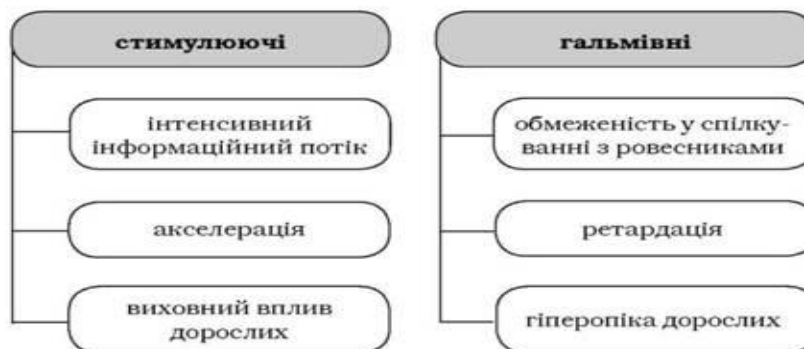 стимулюючі
інтенсивний
інформаційний потік
акселерація
виховний вплив
дорослих
гальмівні
обмеженість у спілку-
ванні з ровесниками
ретардація
гіперопіка дорослих